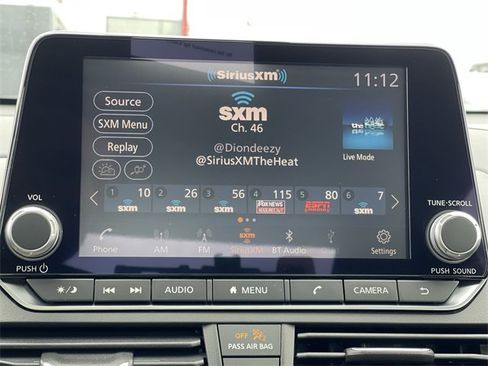 SiriusXM
11:12
Source
sxm
SXM Menu
Ch. 46
Replay
@Diondeezy
@SiriusXMTheHeat
Live Mode
VOL
TUNE•SCROLL
1 10 sxm
2 26 sxm
3 56 sxm
4 115 FOX NEWS
5 80 ESPN
6 7 sxm
Phone
AM
FM
SiriusXM
BT Audio
Settings
PUSH
PUSH SOUND
AUDIO
MENU
CAMERA
OFF
PASS AIR BAG